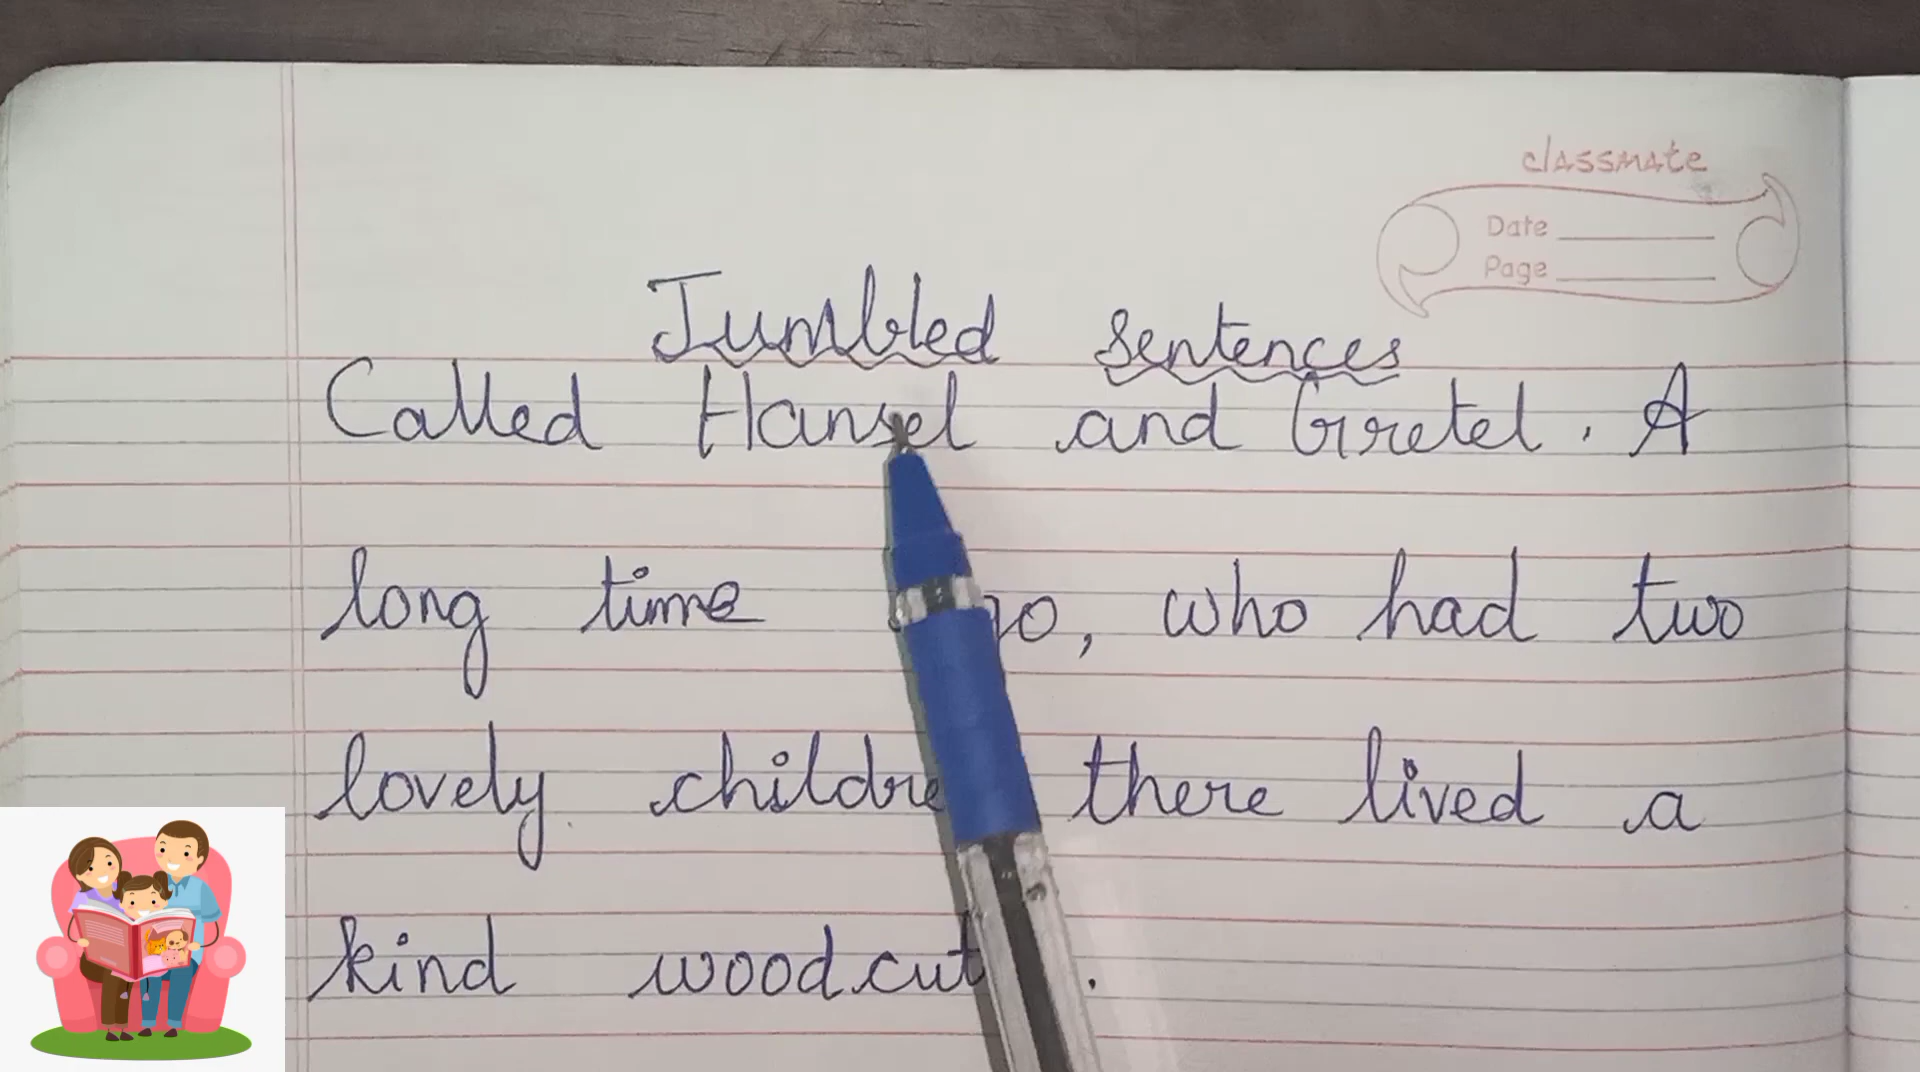 classmate
Date
Page
Jumbled sentences
Called Hansel and Gretel. A
long time , who had two
lovely there lived a
kind .